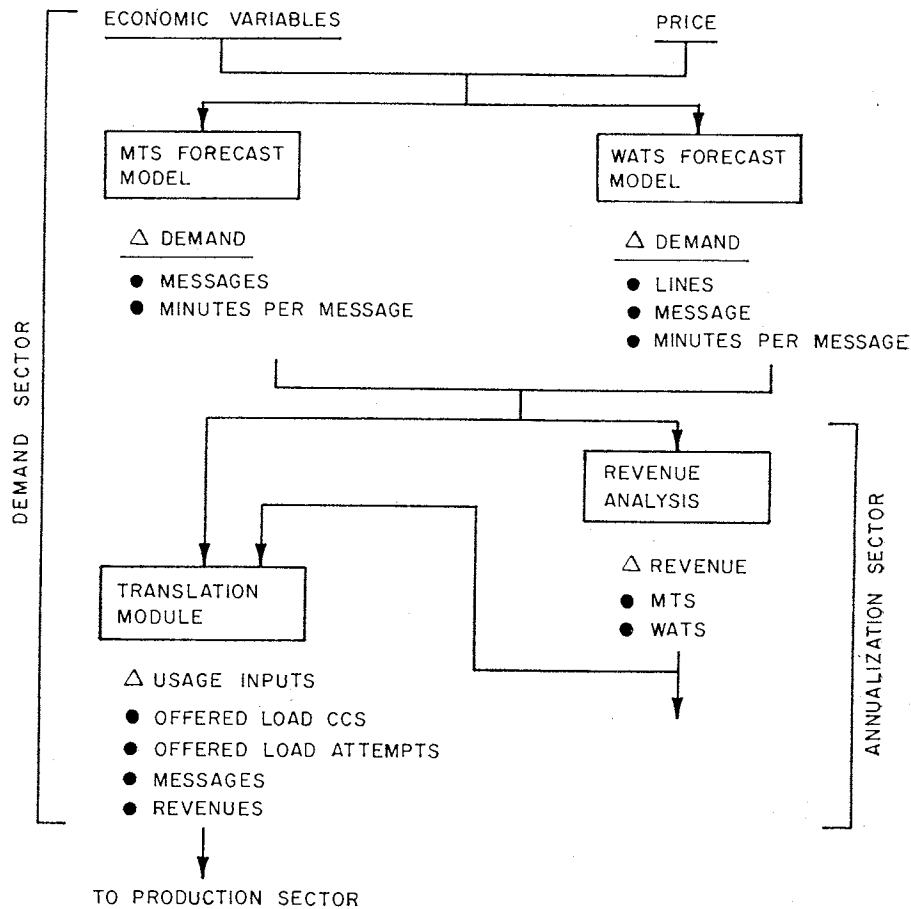 ECONOMIC VARIABLES
PRICE
MTS FORECAST
MODEL
WATS FORECAST
MODEL
△ DEMAND
● MESSAGES
● MINUTES PER MESSAGE
△ DEMAND
● LINES
● MESSAGE
● MINUTES PER MESSAGE
DEMAND SECTOR
REVENUE
ANALYSIS
△ REVENUE
● MTS
● WATS
ANNUALIZATION SECTOR
TRANSLATION
MODULE
△ USAGE INPUTS
● OFFERED LOAD CCS
● OFFERED LOAD ATTEMPTS
● MESSAGES
● REVENUES
TO PRODUCTION SECTOR